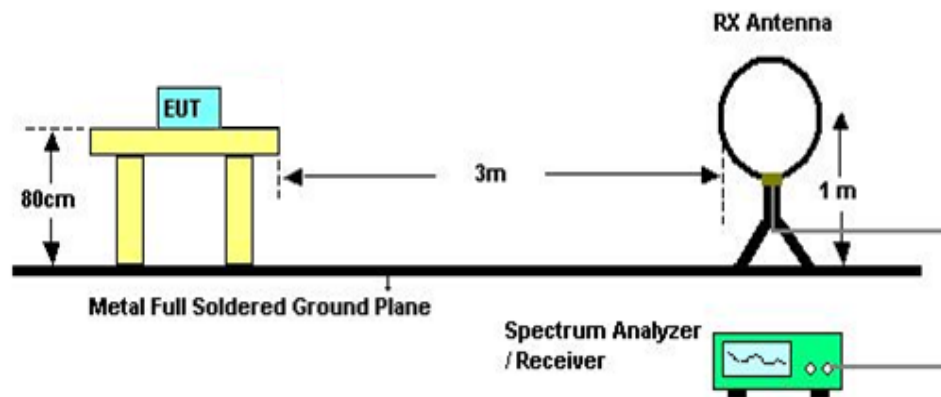 RX Antenna
EUT
3m
80cm
1 m
Metal Full Soldered Ground Plane
Spectrum Analyzer
/ Receiver